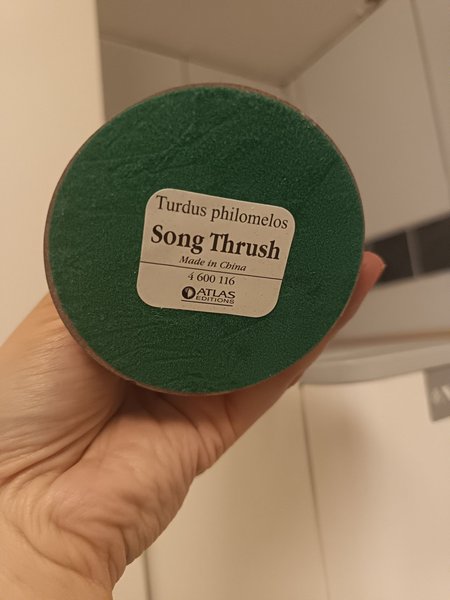 Turdus philomelos
Song Thrush
Made in China
4 600 116
ATLAS
EDITIONS